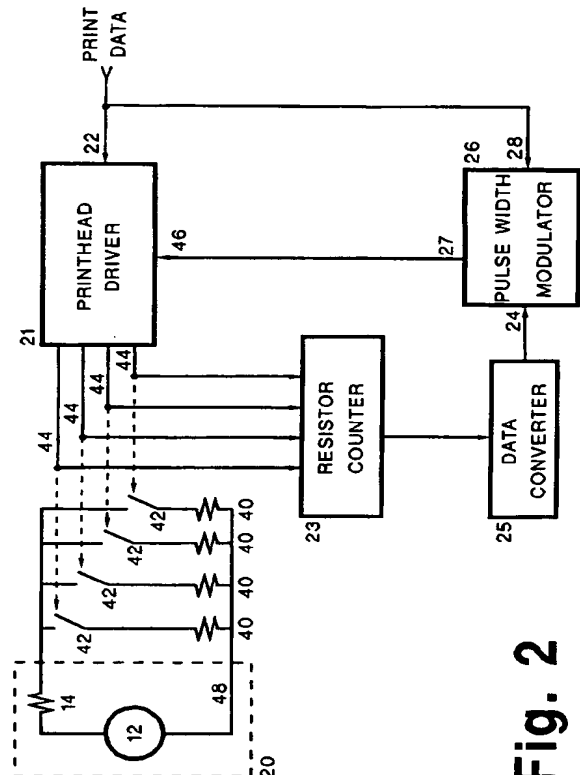 PRINT
DATA
22
28
21
PRINTHEAD
DRIVER
46
27
26
PULSE WIDTH
MODULATOR
24
44
44
44
44
RESISTOR
COUNTER
23
DATA
CONVERTER
25
42
42
42
42
40
40
40
40
14
12
48
20
Fig. 2